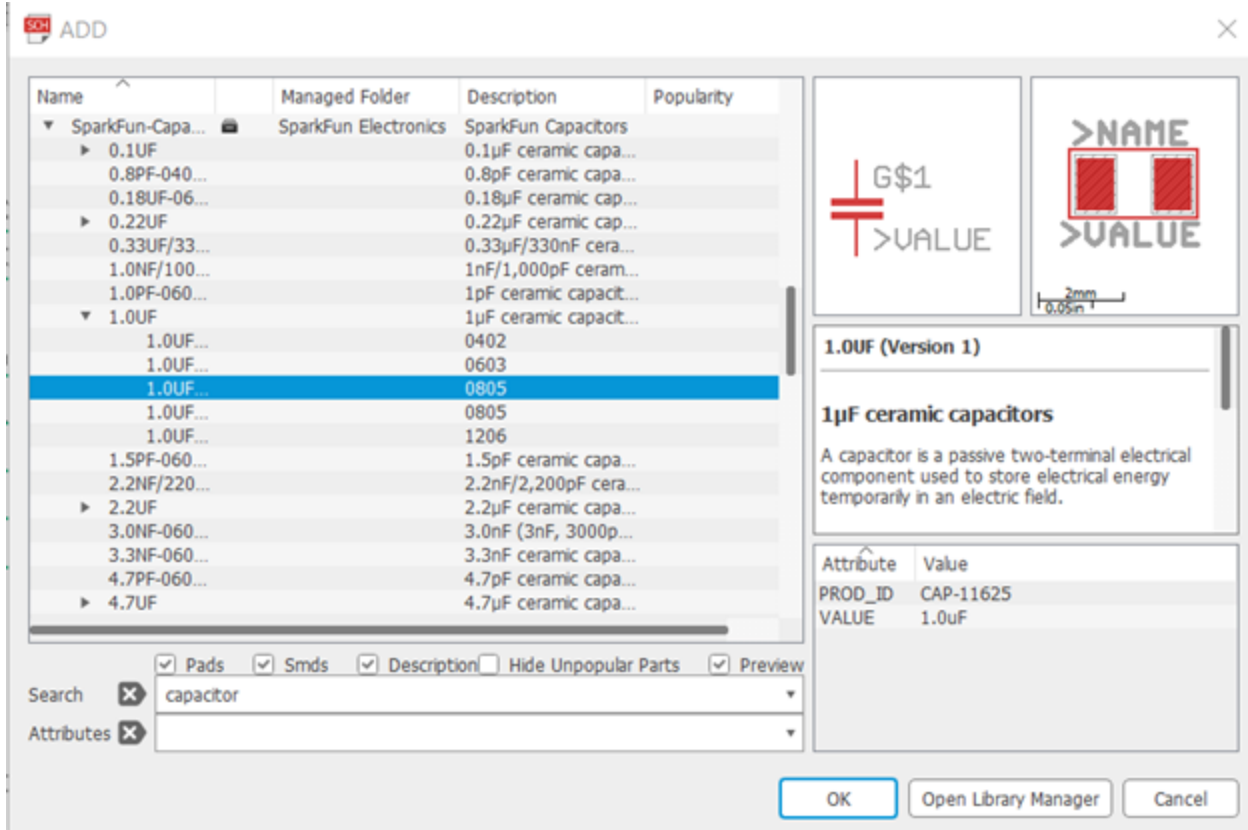 SCH ADD
Name Managed Folder Description Popularity
SparkFun-Capa... SparkFun Electronics SparkFun Capacitors
0.1UF 0.1µF ceramic capa...
0.8PF-040... 0.8pF ceramic capa...
0.18UF-06... 0.18µF ceramic cap...
0.22UF 0.22µF ceramic cap...
0.33UF/33... 0.33µF/330nF cera...
1.0NF/100... 1nF/1,000pF ceram...
1.0PF-060... 1pF ceramic capacit...
1.0UF 1µF ceramic capacit...
1.0UF... 0402
1.0UF... 0603
1.0UF... 0805
1.0UF... 0805
1.0UF... 1206
1.5PF-060... 1.5pF ceramic capa...
2.2NF/220... 2.2nF/2,200pF cera...
2.2UF 2.2µF ceramic capa...
3.0NF-060... 3.0nF (3nF, 3000p...
3.3NF-060... 3.3nF ceramic capa...
4.7PF-060... 4.7pF ceramic capa...
4.7UF 4.7µF ceramic capa...
Pads Smds Description Hide Unpopular Parts Preview
Search capacitor
Attributes
G$1
>VALUE
>NAME
>VALUE
2mm
0.05in
1.0UF (Version 1)
1µF ceramic capacitors
A capacitor is a passive two-terminal electrical
component used to store electrical energy
temporarily in an electric field.
Attribute Value
PROD_ID CAP-11625
VALUE 1.0uF
OK Open Library Manager Cancel